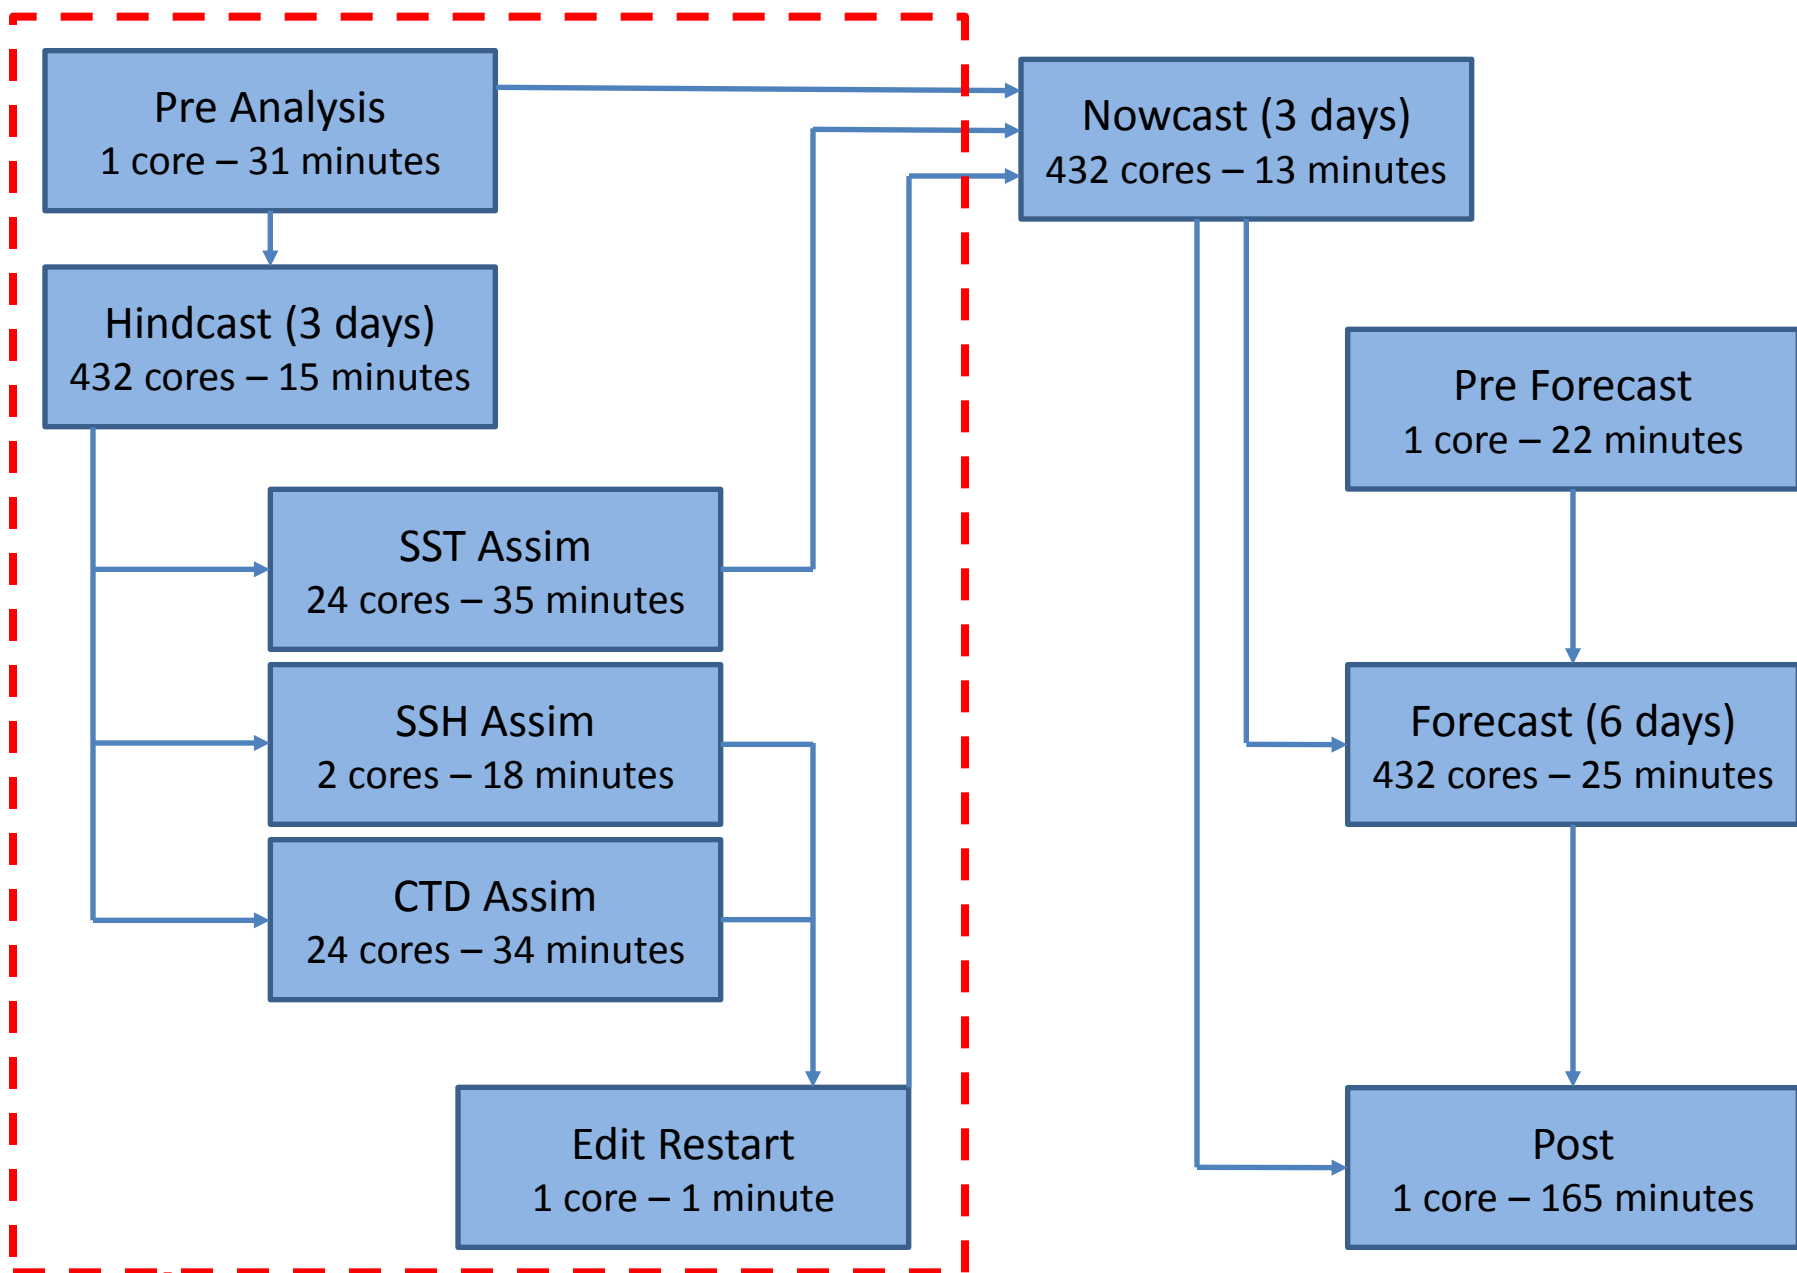 Pre Analysis
1 core – 31 minutes
Hindcast (3 days)
432 cores – 15 minutes
SST Assim
24 cores – 35 minutes
SSH Assim
2 cores – 18 minutes
CTD Assim
24 cores – 34 minutes
Edit Restart
1 core – 1 minute
Nowcast (3 days)
432 cores – 13 minutes
Pre Forecast
1 core – 22 minutes
Forecast (6 days)
432 cores – 25 minutes
Post
1 core – 165 minutes